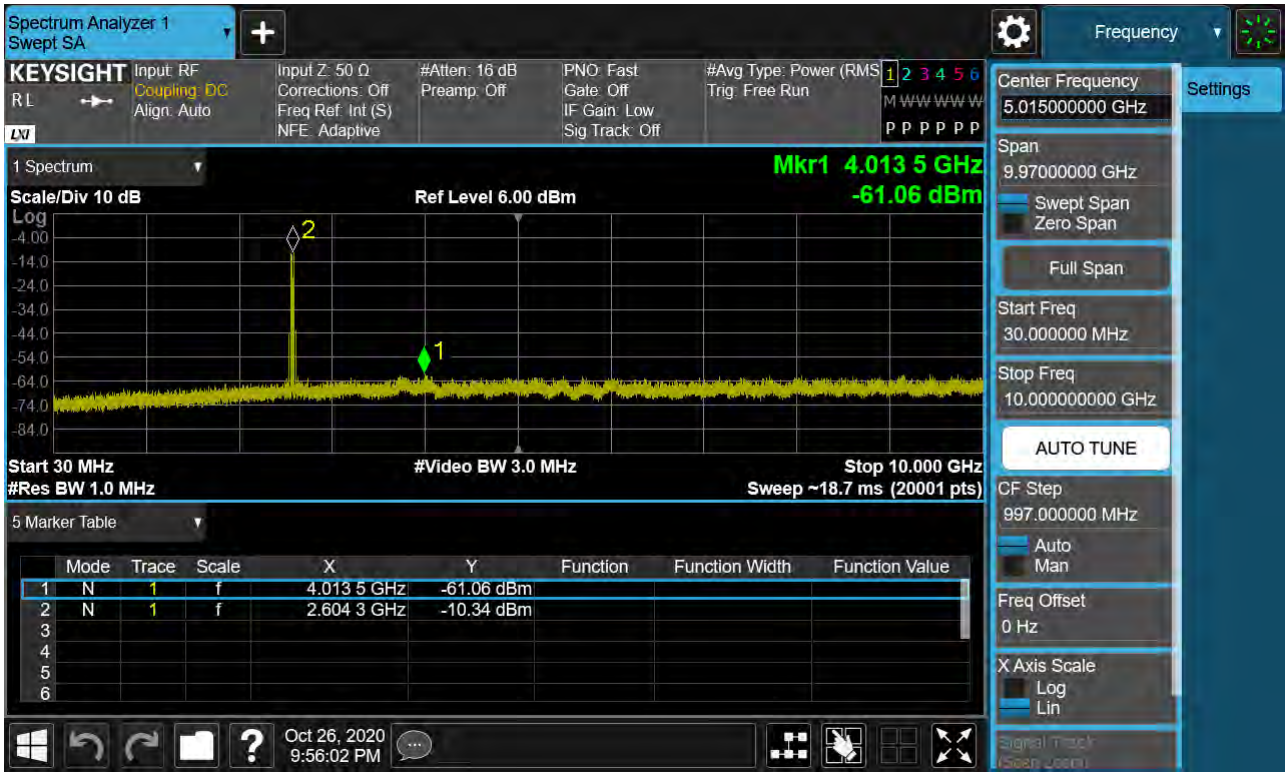 Spectrum Analyzer 1
Swept SA
Frequency
KEYSIGHT
RL
LXI
Input: RF
Coupling: DC
Align: Auto
Input Z: 50 Ω
Corrections: Off
Freq Ref: Int (S)
NFE: Adaptive
#Atten: 16 dB
Preamp: Off
PNO: Fast
Gate: Off
IF Gain: Low
Sig Track: Off
#Avg Type: Power (RMS
Trig: Free Run
1 2 3 4 5 6
M W W W W W
P P P P P P
1 Spectrum
Mkr1 4.013 5 GHz
-61.06 dBm
Scale/Div 10 dB
Ref Level 6.00 dBm
Log
-4.00
-14.0
-24.0
-34.0
-44.0
-54.0
-64.0
-74.0
-84.0
2
1
Start 30 MHz
#Video BW 3.0 MHz
Stop 10.000 GHz
#Res BW 1.0 MHz
Sweep ~18.7 ms (20001 pts)
5 Marker Table
Mode Trace Scale X Y Function Function Width Function Value
1 N 1 f 4.013 5 GHz -61.06 dBm
2 N 1 f 2.604 3 GHz -10.34 dBm
3
4
5
6
Oct 26, 2020
9:56:02 PM
Center Frequency
5.015000000 GHz
Settings
Span
9.97000000 GHz
Swept Span
Zero Span
Full Span
Start Freq
30.000000 MHz
Stop Freq
10.000000000 GHz
AUTO TUNE
CF Step
997.000000 MHz
Auto
Man
Freq Offset
0 Hz
X Axis Scale
Log
Lin
Signal Track
(Span Zoom)